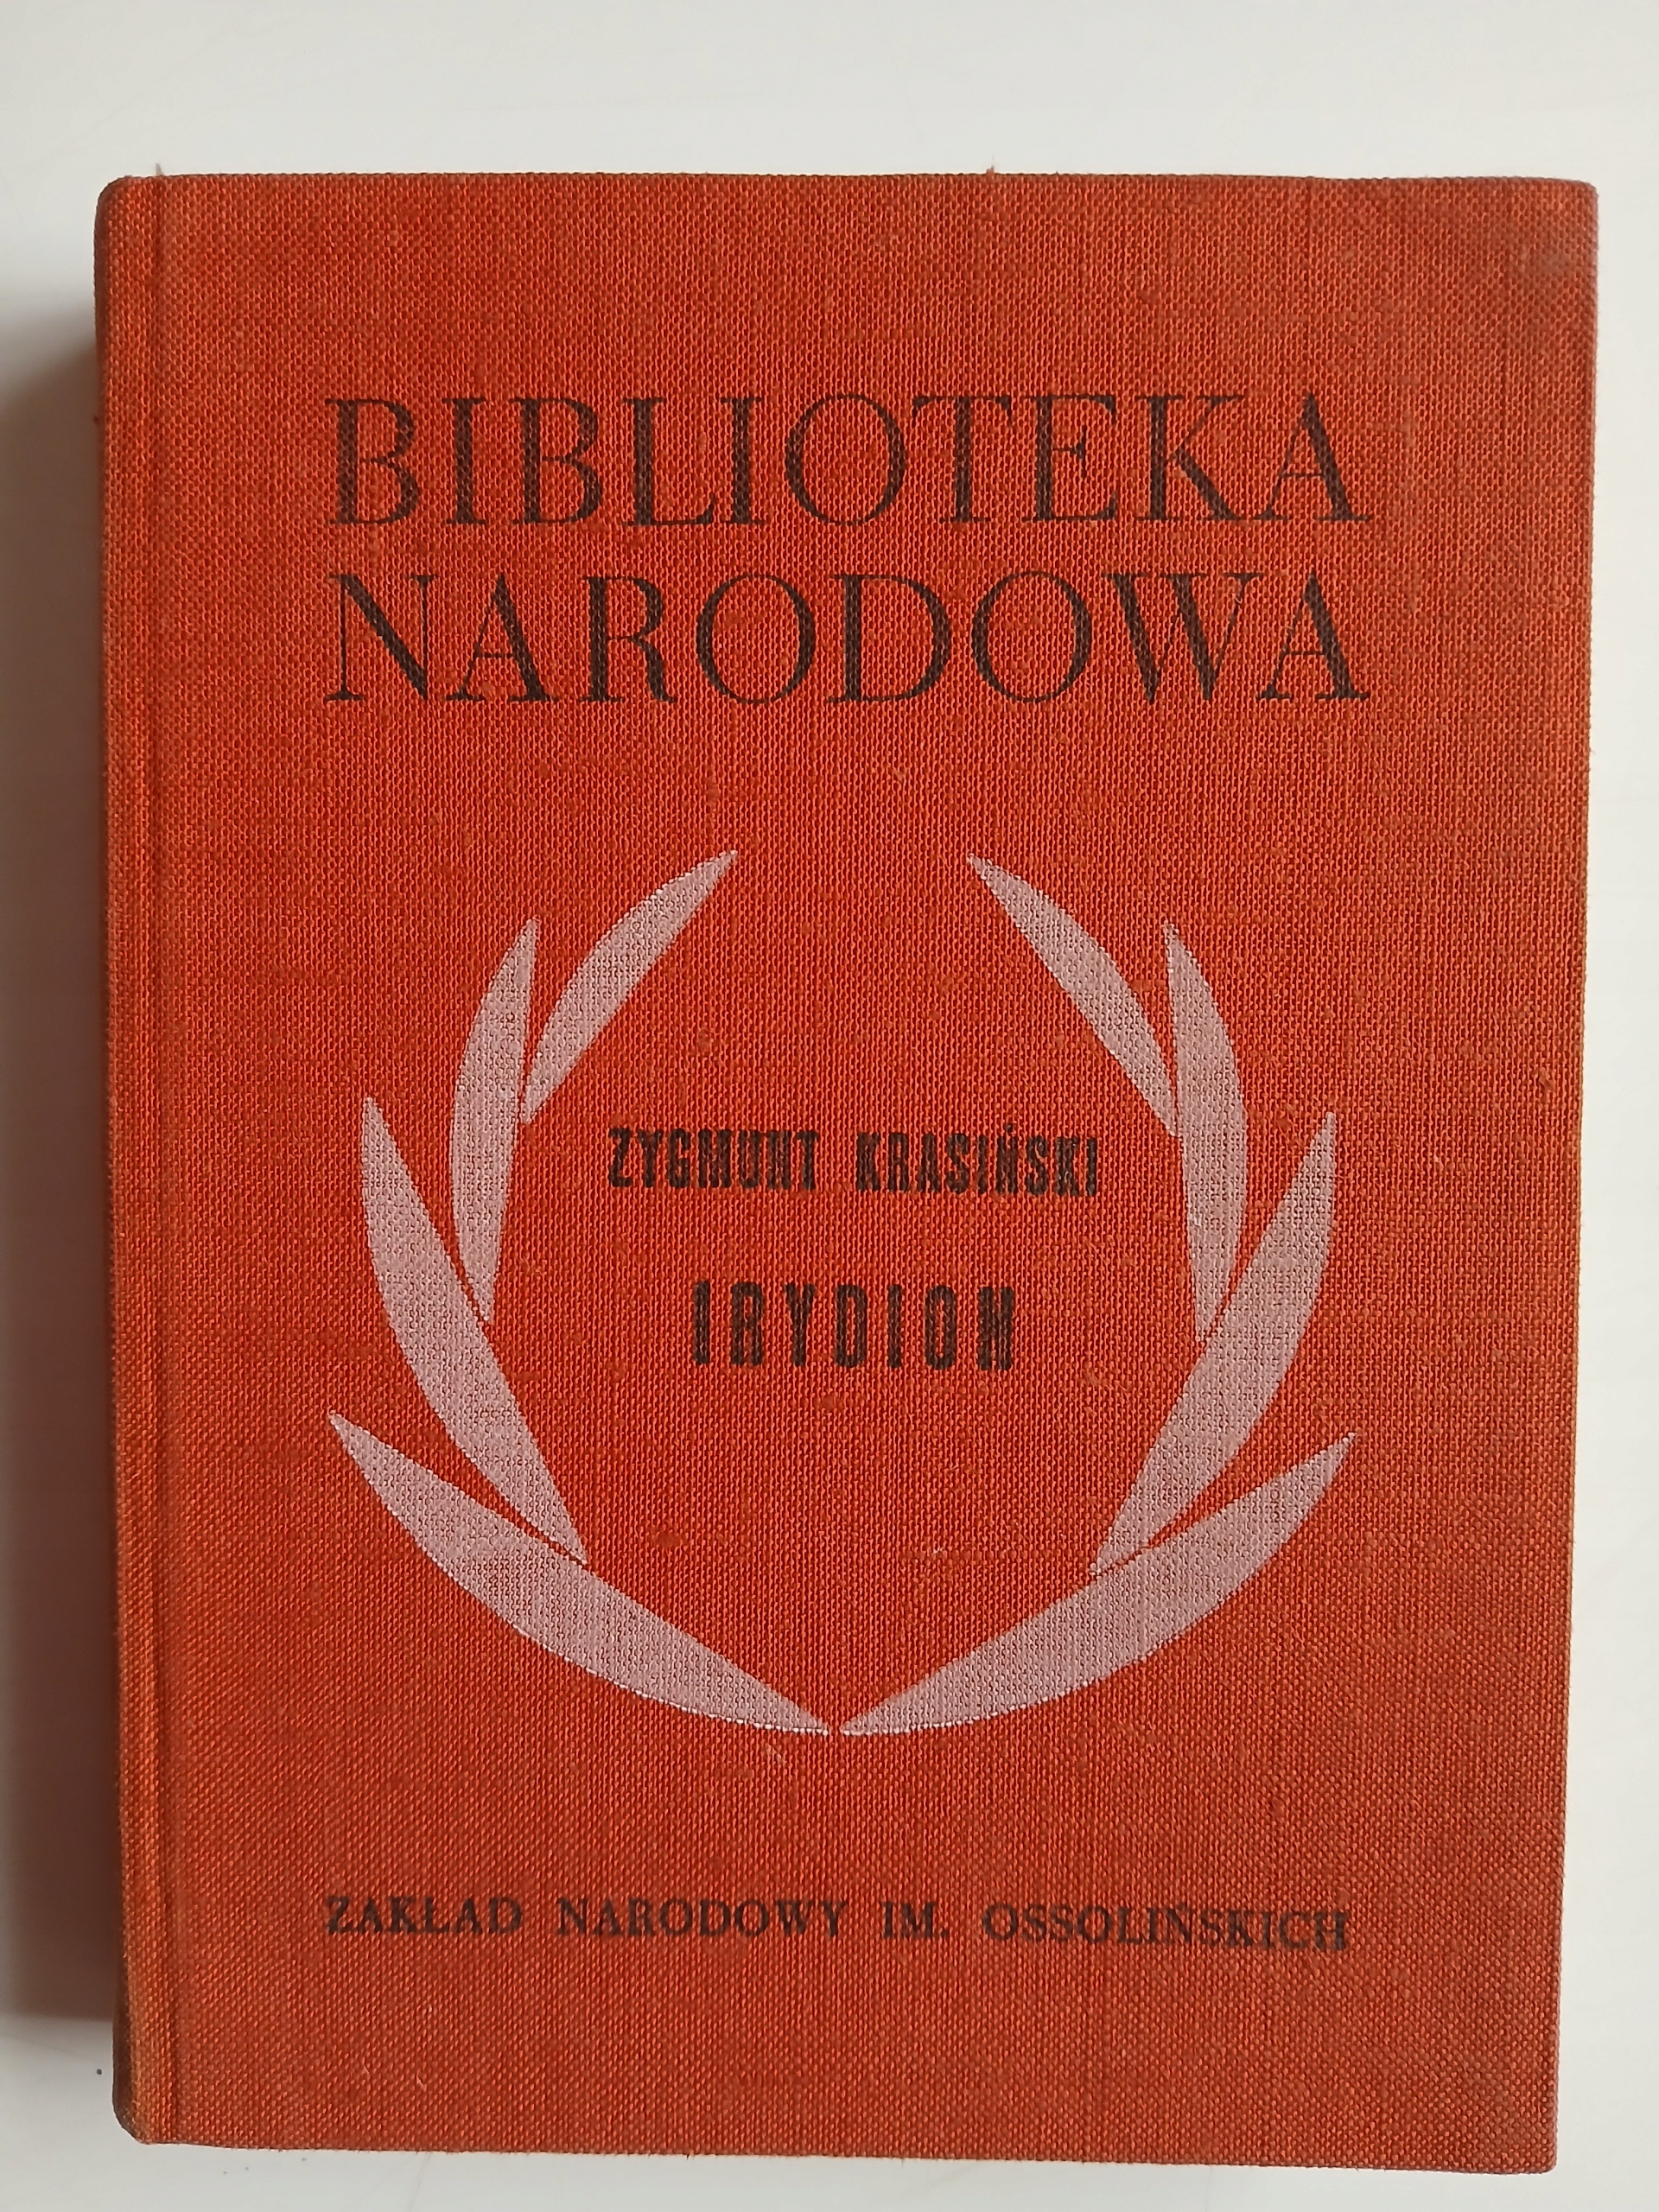 BIBLIOTEKA
NARODOWA
ZYGMUNT KRASIŃSKI
IRYDION
ZAKŁAD NARODOWY IM. OSSOLIŃSKICH